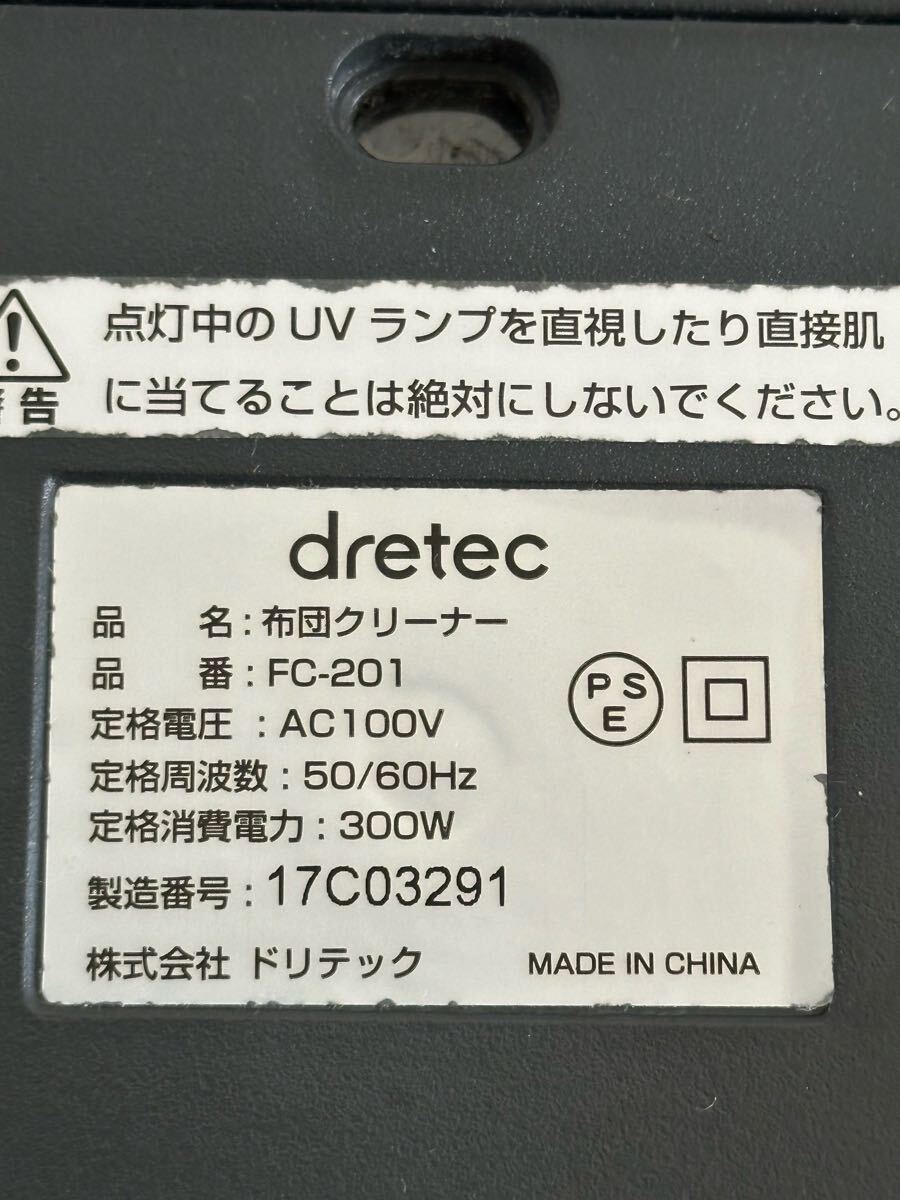 点灯中のUVランプを直視したり直接肌
に当てることは絶対にしないでください。
警告
dretec
品 名:布団クリーナー
品 番:FC-201
定格電圧 :AC100V
定格周波数:50/60Hz
定格消費電力:300W
製造番号:17C03291
株式会社 ドリテック MADE IN CHINA
PSE